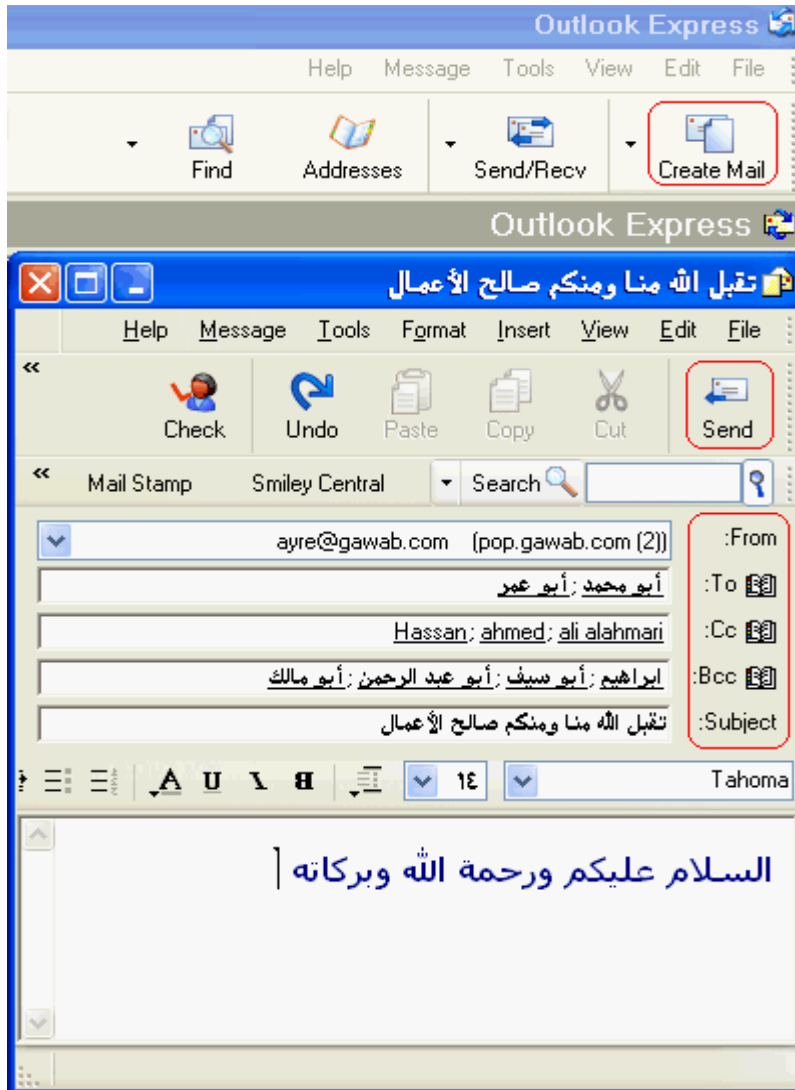 Outlook Express
File Edit View Tools Message Help
Create Mail Send/Recv Addresses Find
Outlook Express
تقبل الله منا ومنكم صالح الأعمال
File Edit View Insert Format Tools Message Help
Send Cut Copy Paste Undo Check
Search Smiley Central Mail Stamp
From: ayre@gawab.com (pop.gawab.com (2))
To: أبو محمد ; أبو عمر
Cc: Hassan; ahmed; ali alahmari
Bcc: ابراهيم ; أبو سيف ; أبو عبد الرحمن ; أبو مالك
Subject: تقبل الله منا ومنكم صالح الأعمال
Tahoma ١٤ B I U A
السلام عليكم ورحمة الله وبركاته